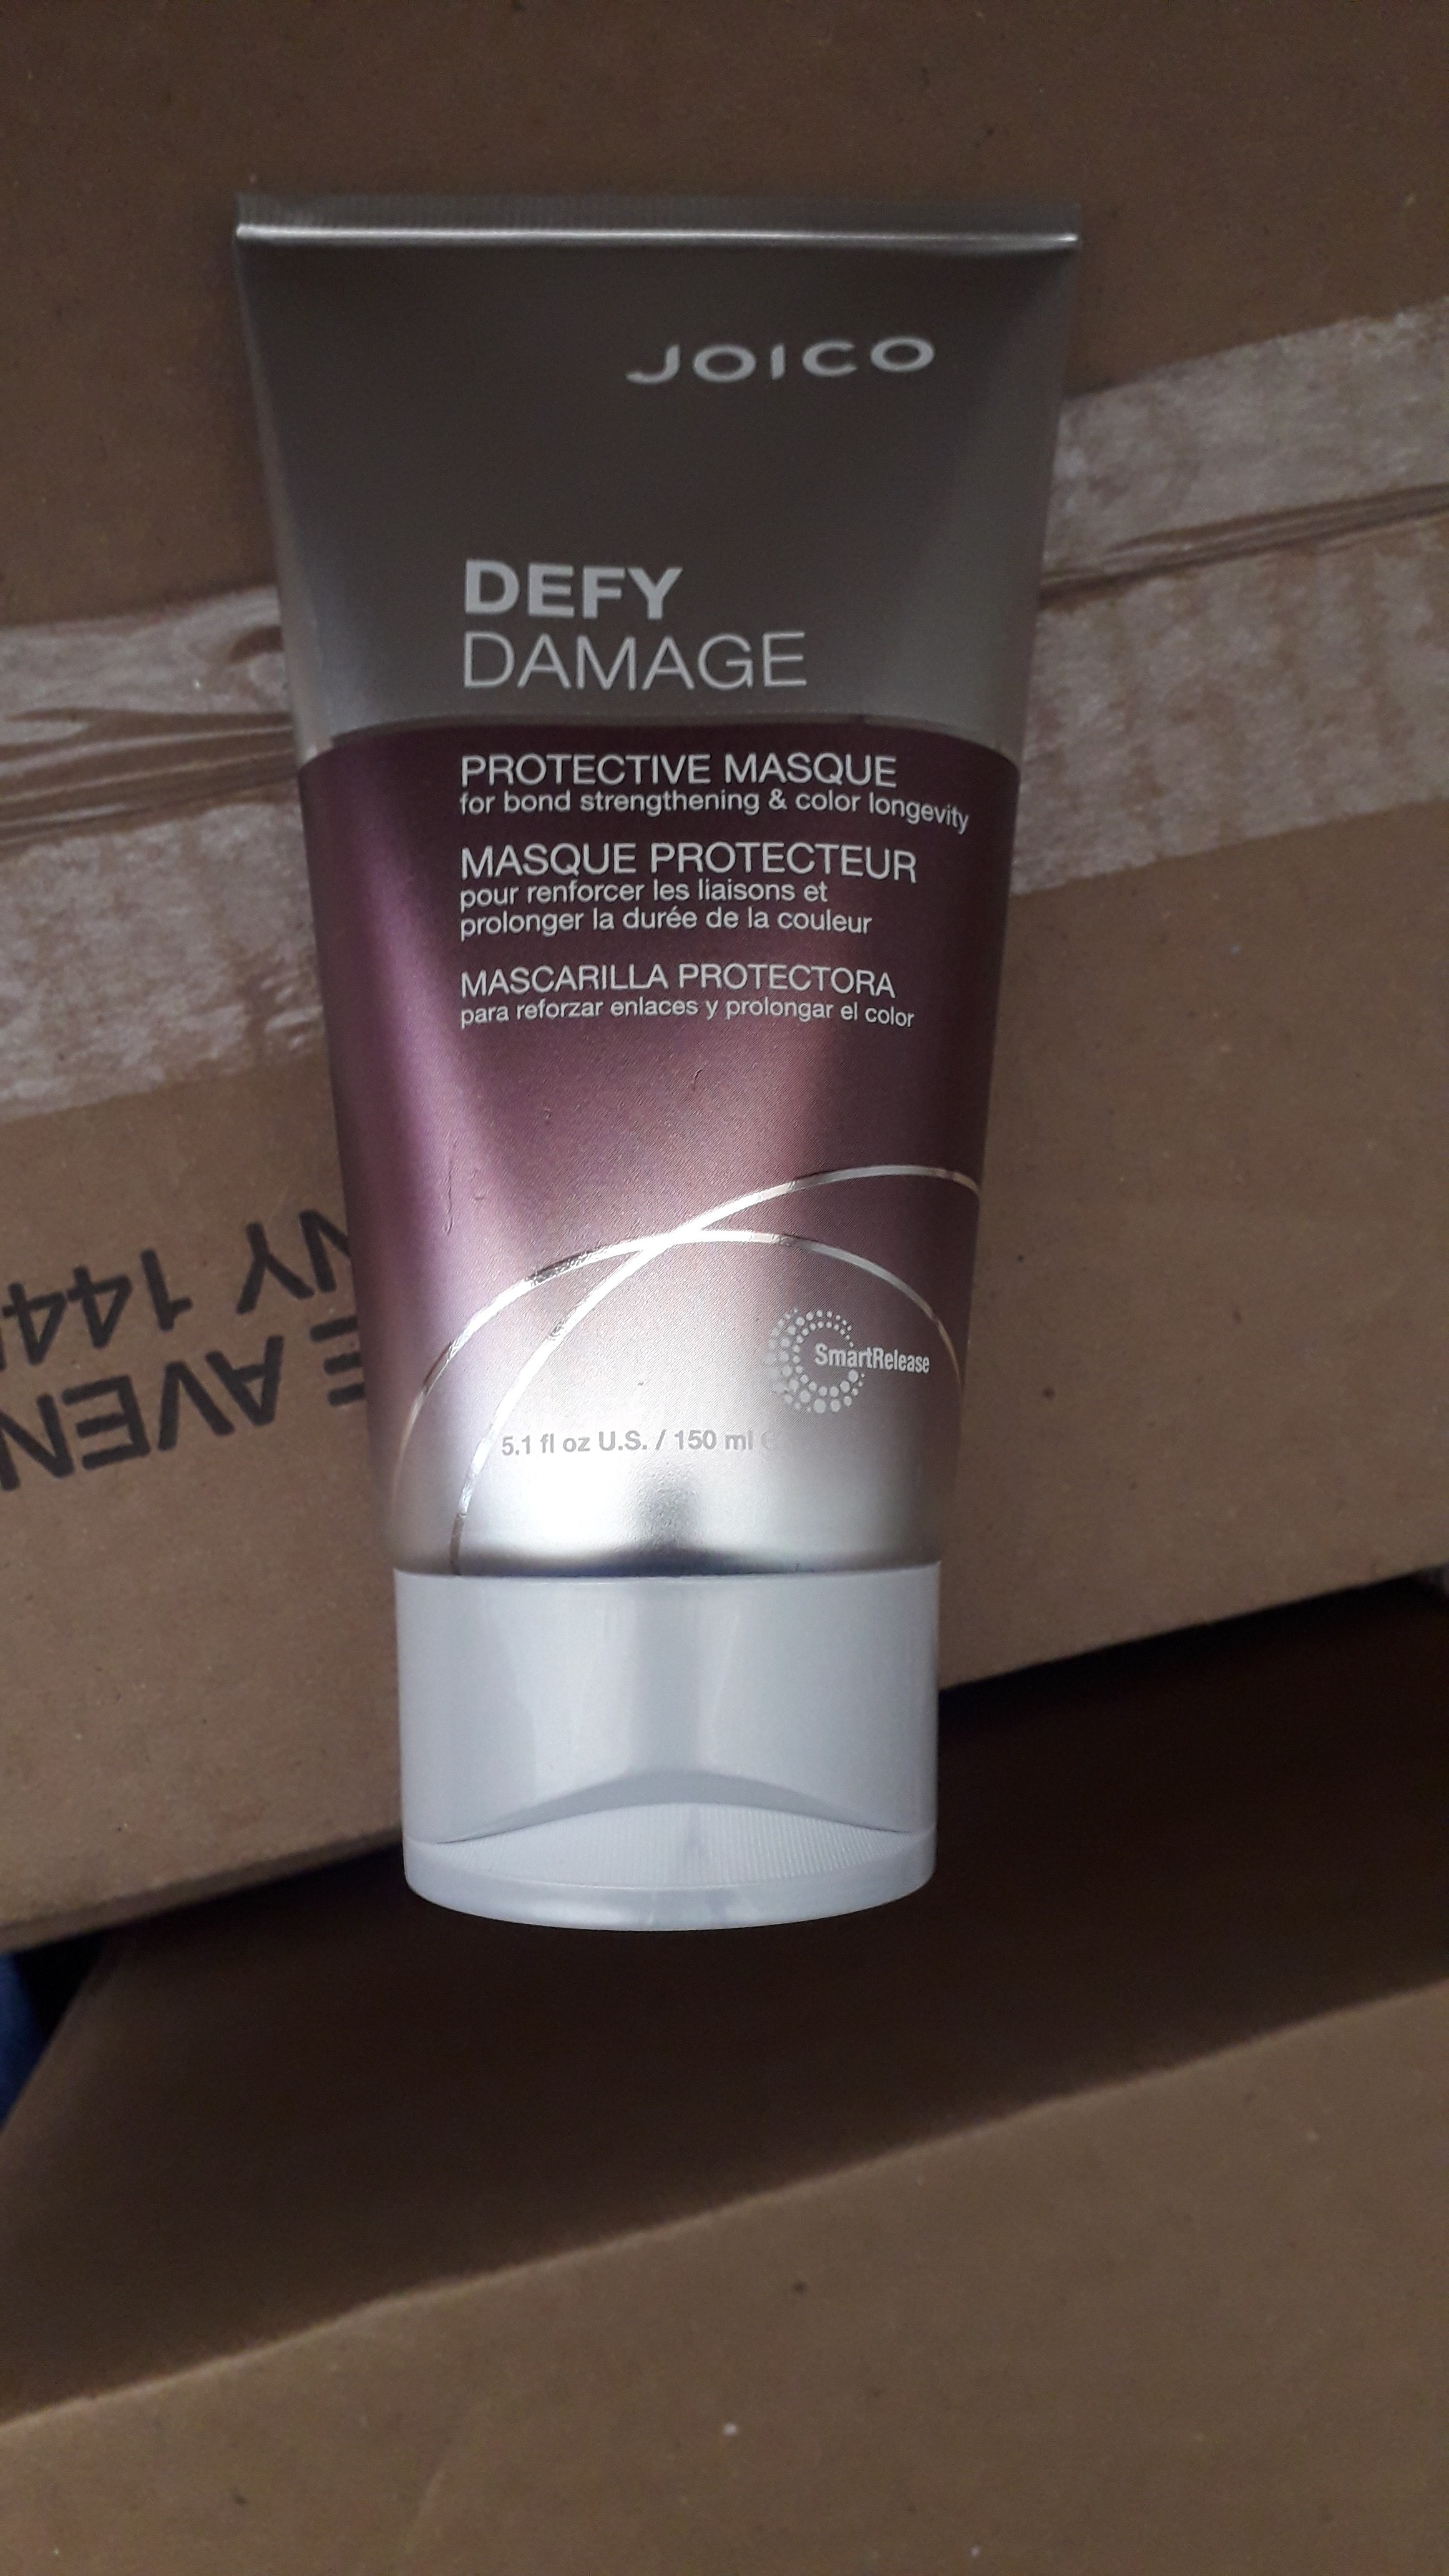 JOICO
DEFY
DAMAGE
PROTECTIVE MASQUE
for bond strengthening & color longevity
MASQUE PROTECTEUR
pour renforcer les liaisons et
prolonger la durée de la couleur
MASCARILLA PROTECTORA
para reforzar enlaces y prolongar el color
SmartRelease
5.1 fl oz U.S. / 150 ml
NY 144